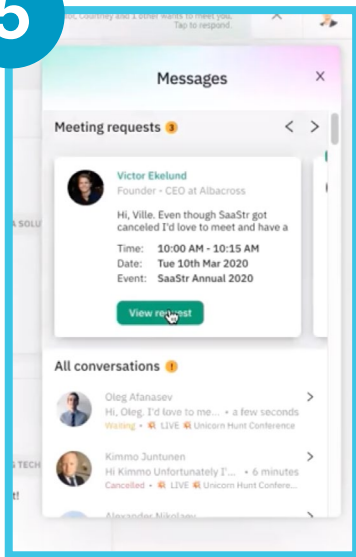 5
Courtney and 1 other wants to meet you.
Tap to respond.
Messages
X
Meeting requests 3
< >
Victor Ekelund
Founder - CEO at Albacross
Hi, Ville. Even though SaaStr got
canceled I'd love to meet and have a
Time: 10:00 AM - 10:15 AM
Date: Tue 10th Mar 2020
Event: SaaStr Annual 2020
View request
A SOLU
All conversations !
Oleg Afanasev >
Hi, Oleg. I'd love to me... • a few seconds
Waiting • LIVE Unicorn Hunt Conference
Kimmo Juntunen >
Hi Kimmo Unfortunately I'... • 6 minutes
Cancelled • LIVE Unicorn Hunt Confere...
S TECH
t!
Alexander Nikolaev